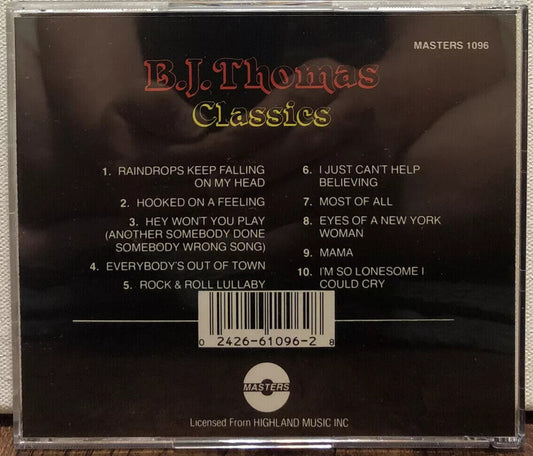 MASTERS 1096
B.J. Thomas
Classics
1. RAINDROPS KEEP FALLING
ON MY HEAD
2. HOOKED ON A FEELING
3. HEY WON'T YOU PLAY
(ANOTHER SOMEBODY DONE
SOMEBODY WRONG SONG)
4. EVERYBODY'S OUT OF TOWN
5. ROCK & ROLL LULLABY
6. I JUST CAN'T HELP
BELIEVING
7. MOST OF ALL
8. EYES OF A NEW YORK
WOMAN
9. MAMA
10. I'M SO LONESOME I
COULD CRY
0 2426-61096-2 8
MASTERS
Licensed From HIGHLAND MUSIC INC